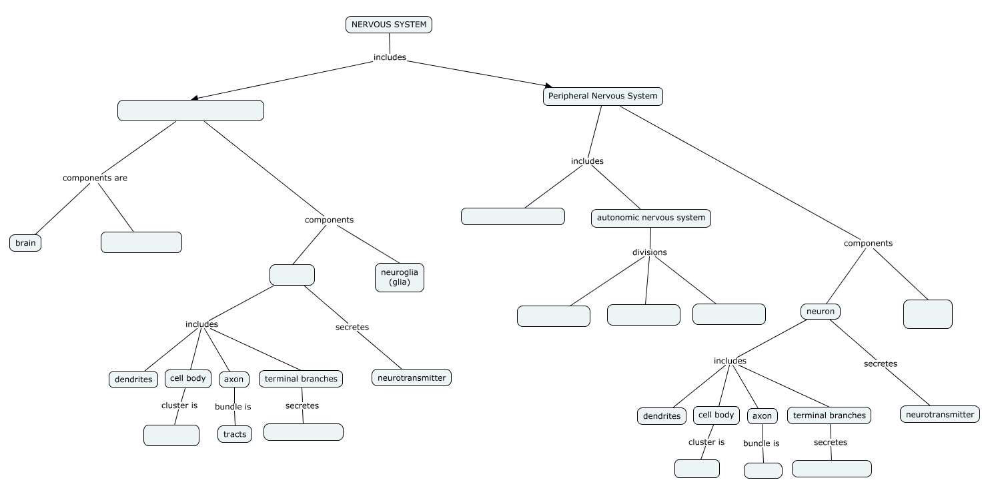 NERVOUS SYSTEM
includes
Peripheral Nervous System
includes
components are
components
autonomic nervous system
brain
components
divisions
neuroglia
(glia)
neuron
includes
secretes
includes
secretes
dendrites
cell body
axon
terminal branches
neurotransmitter
cluster is
bundle is
secretes
dendrites
cell body
axon
terminal branches
neurotransmitter
tracts
cluster is
bundle is
secretes